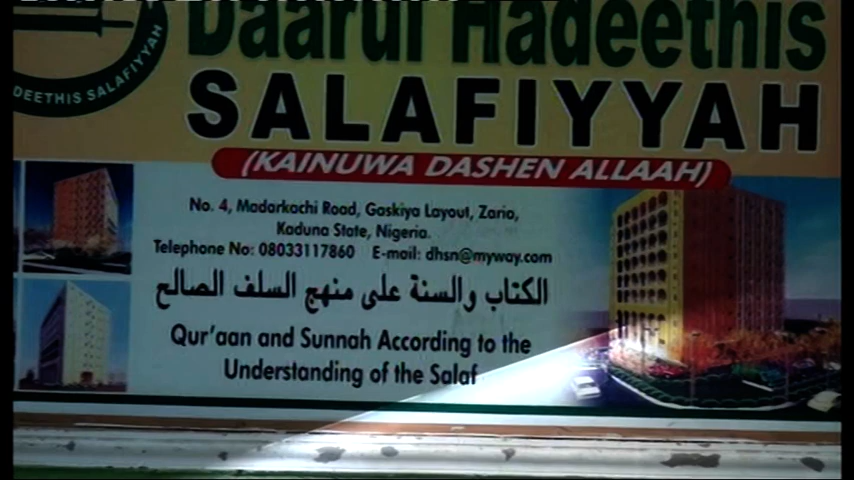 Daarul Hadeethis
SALAFIYYAH
DEETHIS SALAFIYYAH
(KAINUWA DASHEN ALLAAH)
No. 4, Madarkachi Road, Gaskiya Layout, Zaria,
Kaduna State, Nigeria.
Telephone No: 08033117860 E-mail: dhsn@myway.com
الكتاب والسنة على منهج السلف الصالح
Qur'aan and Sunnah According to the
Understanding of the Salaf